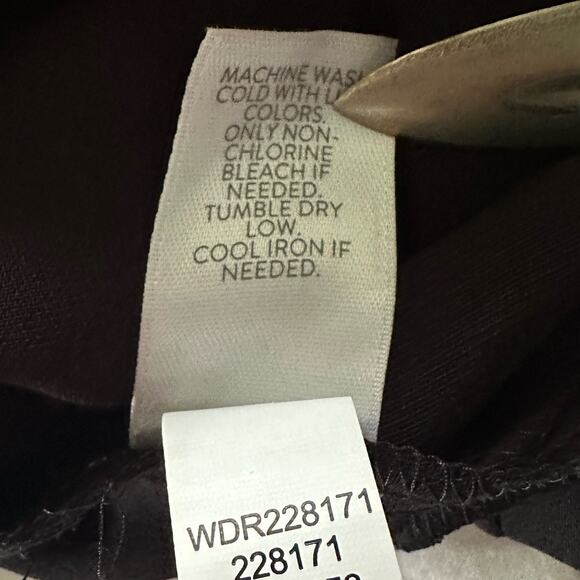 MACHINE WASH
COLD WITH
COLORS.
ONLY NON-
CHLORINE
BLEACH IF
NEEDED.
TUMBLE DRY
LOW.
COOL IRON IF
NEEDED.
WDR228171
228171